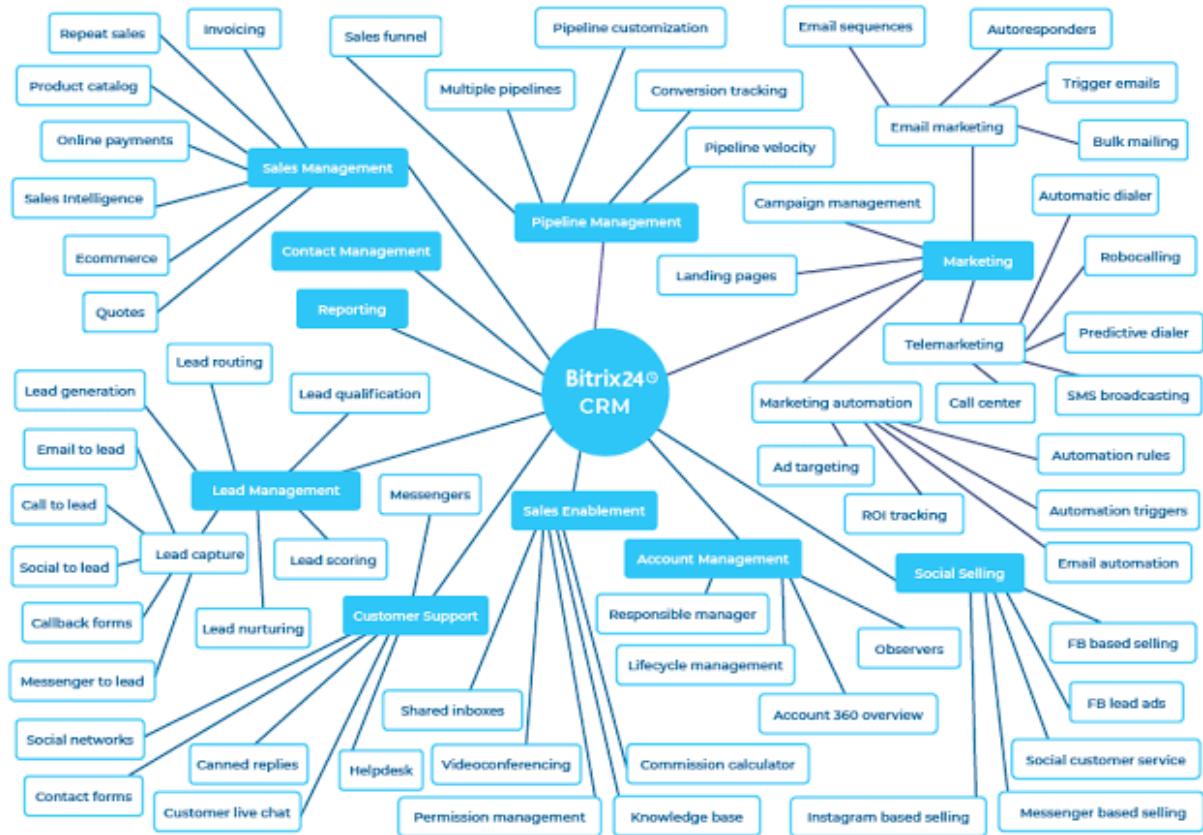 Repeat sales
Invoicing
Sales funnel
Pipeline customization
Email sequences
Autoresponders
Product catalog
Multiple pipelines
Conversion tracking
Trigger emails
Online payments
Email marketing
Bulk mailing
Sales Management
Pipeline velocity
Sales Intelligence
Campaign management
Automatic dialer
Pipeline Management
Contact Management
Ecommerce
Landing pages
Marketing
Robocalling
Quotes
Reporting
Telemarketing
Predictive dialer
Lead routing
Bitrix24
CRM
Lead generation
Lead qualification
Marketing automation
Call center
SMS broadcasting
Email to lead
Ad targeting
Automation rules
Lead Management
Messengers
Call to lead
Sales Enablement
ROI tracking
Automation triggers
Lead capture
Lead scoring
Account Management
Social Selling
Email automation
Social to lead
Callback forms
Lead nurturing
Customer Support
Responsible manager
Observers
FB based selling
Messenger to lead
Lifecycle management
Shared inboxes
Account 360 overview
FB lead ads
Social networks
Canned replies
Helpdesk
Videoconferencing
Commission calculator
Social customer service
Contact forms
Customer live chat
Permission management
Knowledge base
Instagram based selling
Messenger based selling